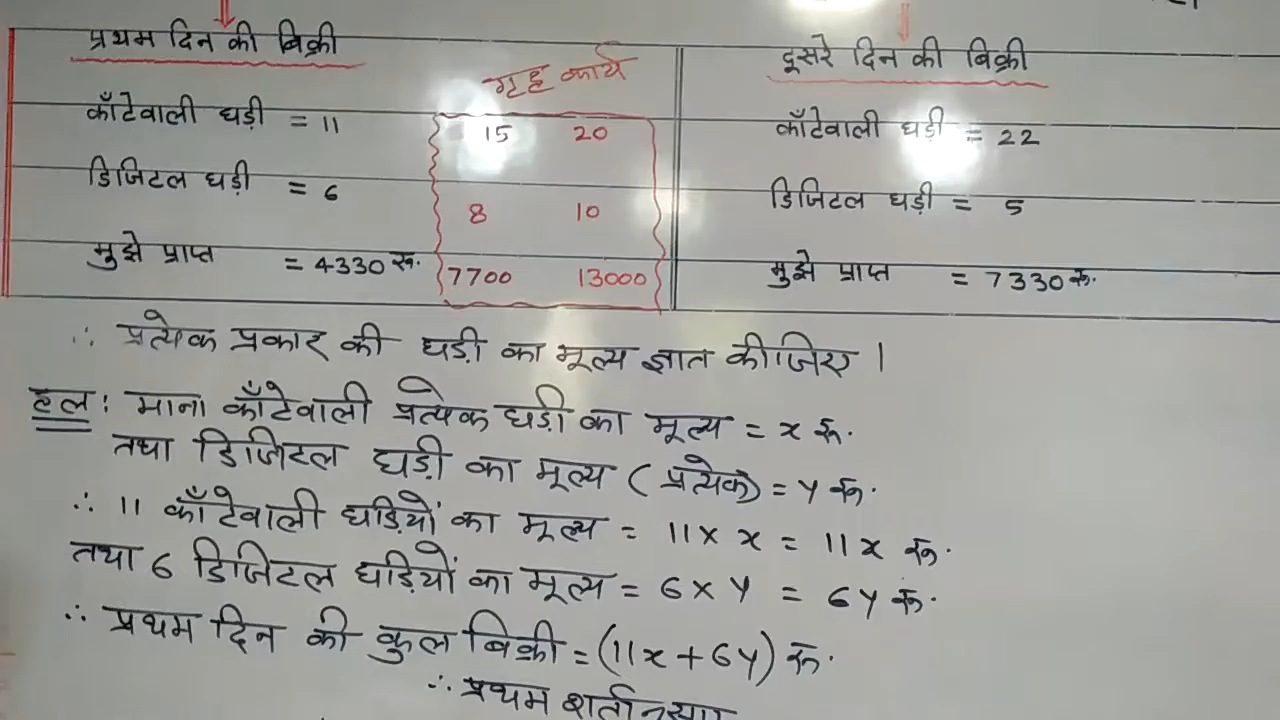 प्रथम दिन की बिक्री
काँटेवाली घड़ी = 11
डिजिटल घड़ी = 6
मुझे प्राप्त = 4330 रू.
गृह कार्य
15 20
8 10
7700 13000
दूसरे दिन की बिक्री
काँटेवाली घड़ी = 22
डिजिटल घड़ी = 5
मुझे प्राप्त = 7330 रू.
∴ प्रत्येक प्रकार की घड़ी का मूल्य ज्ञात कीजिए।
हल: माना काँटेवाली प्रत्येक घड़ी का मूल्य = x रू.
तथा डिजिटल घड़ी का मूल्य (प्रत्येक) = y रू.
∴ 11 काँटेवाली घड़ियों का मूल्य = 11 × x = 11x रू.
तथा 6 डिजिटल घड़ियों का मूल्य = 6 × y = 6y रू.
∴ प्रथम दिन की कुल बिक्री = (11x + 6y) रू.
∴ प्रथम शर्तानुसार